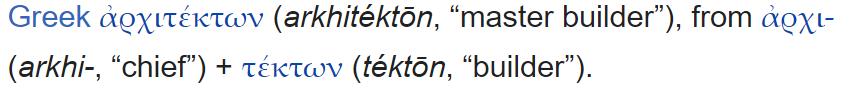 Greek ἀρχιτέκτων (arkhitéktōn, “master builder”), from ἀρχι-
(arkhi-, “chief”) + τέκτων (téktōn, “builder”).